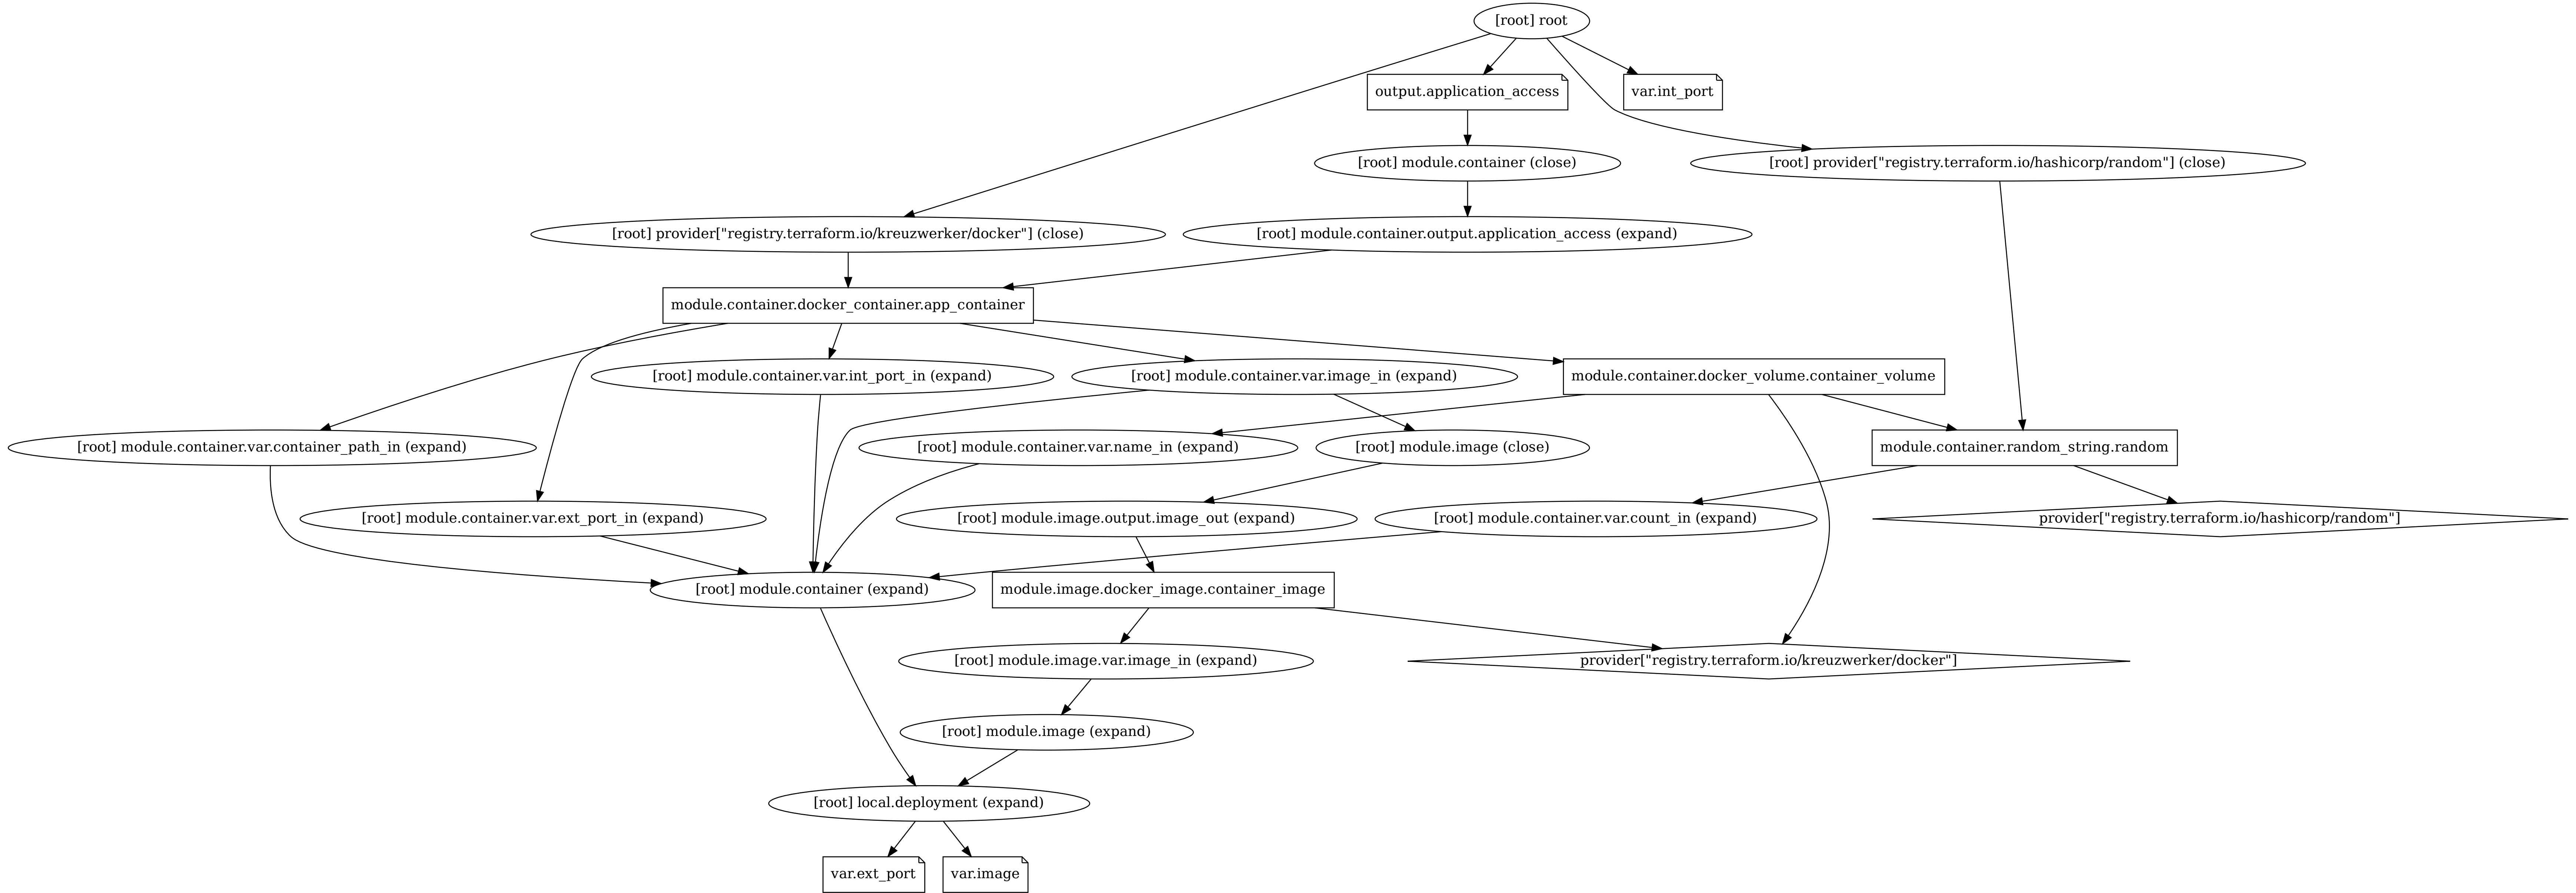 [root] root
output.application_access
var.int_port
[root] module.container (close)
[root] provider["registry.terraform.io/hashicorp/random"] (close)
[root] provider["registry.terraform.io/kreuzwerker/docker"] (close)
[root] module.container.output.application_access (expand)
module.container.docker_container.app_container
[root] module.container.var.int_port_in (expand)
[root] module.container.var.image_in (expand)
module.container.docker_volume.container_volume
[root] module.container.var.container_path_in (expand)
[root] module.container.var.name_in (expand)
[root] module.image (close)
module.container.random_string.random
[root] module.container.var.ext_port_in (expand)
[root] module.image.output.image_out (expand)
[root] module.container.var.count_in (expand)
provider["registry.terraform.io/hashicorp/random"]
[root] module.container (expand)
module.image.docker_image.container_image
[root] module.image.var.image_in (expand)
provider["registry.terraform.io/kreuzwerker/docker"]
[root] module.image (expand)
[root] local.deployment (expand)
var.ext_port
var.image